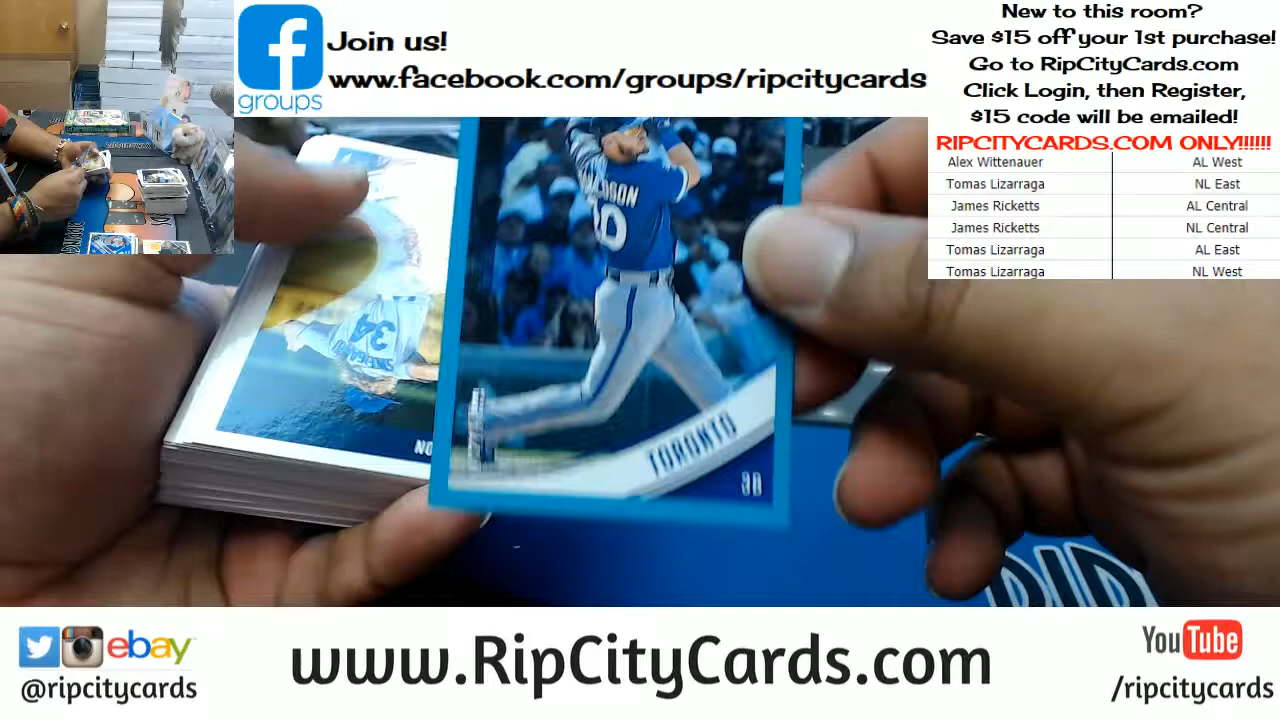 Join us!
www.facebook.com/groups/ripcitycards
groups
New to this room?
Save $15 off your 1st purchase!
Go to RipCityCards.com
Click Login, then Register,
$15 code will be emailed!
RIPCITYCARDS.COM ONLY!!!!!!
Alex Wittenauer AL West
Tomas Lizarraga NL East
James Ricketts AL Central
James Ricketts NL Central
Tomas Lizarraga AL East
Tomas Lizarraga NL West
34
TORONTO
3B
RIP
ebay
@ripcitycards
www.RipCityCards.com
YouTube
/ripcitycards